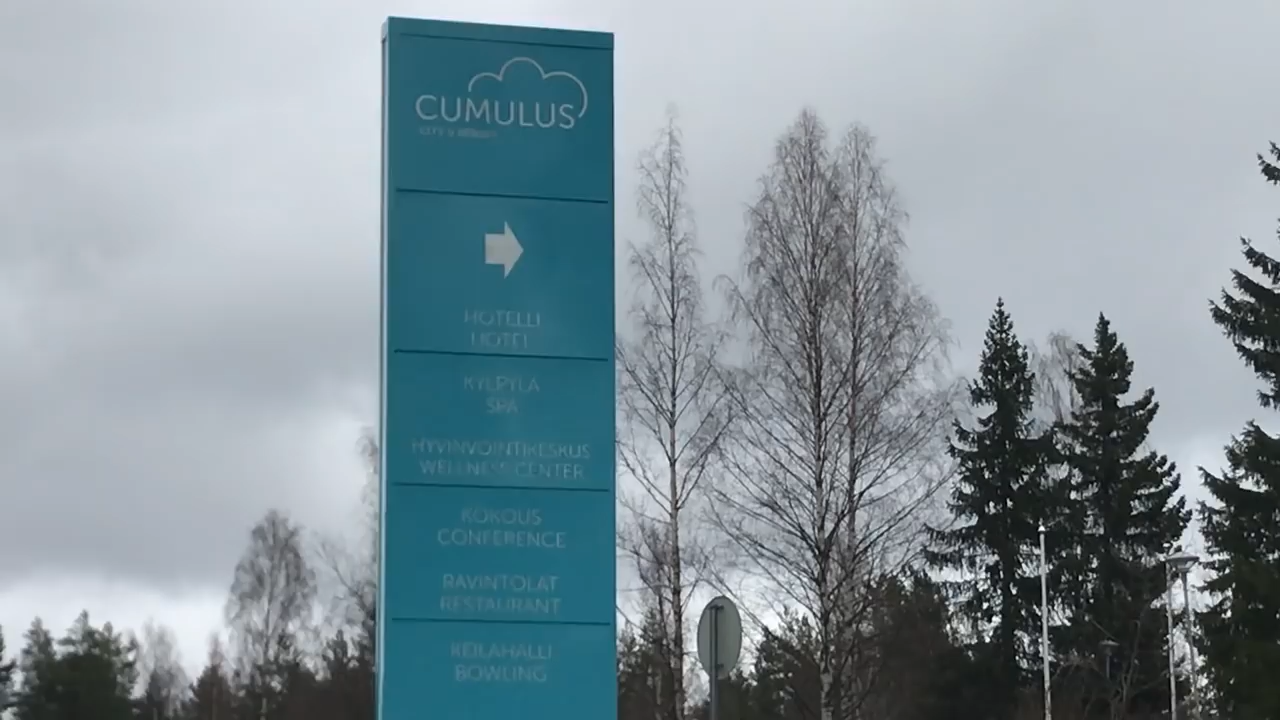 CUMULUS
HOTELLI
HOTEL
KYLPYLÄ
SPA
HYVINVOINTIKESKUS
WELLNESS CENTER
KOKOUS
CONFERENCE
RAVINTOLAT
RESTAURANT
KEILAHALLI
BOWLING